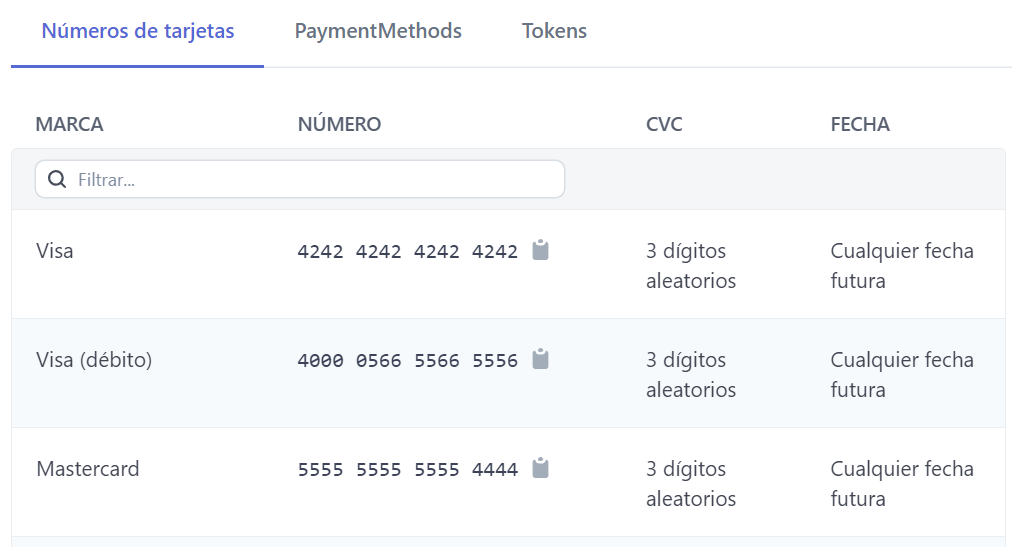 Números de tarjetas PaymentMethods Tokens
MARCA NÚMERO CVC FECHA
Filtrar...
Visa 4242 4242 4242 4242 3 dígitos Cualquier fecha
aleatorios futura
Visa (débito) 4000 0566 5566 5556 3 dígitos Cualquier fecha
aleatorios futura
Mastercard 5555 5555 5555 4444 3 dígitos Cualquier fecha
aleatorios futura